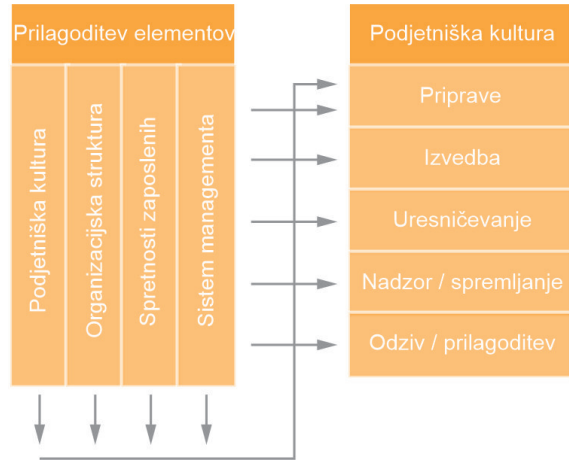 Prilagoditev elementov
Podjetniška kultura
Organizacijska struktura
Spretnosti zaposlenih
Sistem managementa
Podjetniška kultura
Priprave
Izvedba
Uresničevanje
Nadzor / spremljanje
Odziv / prilagoditev